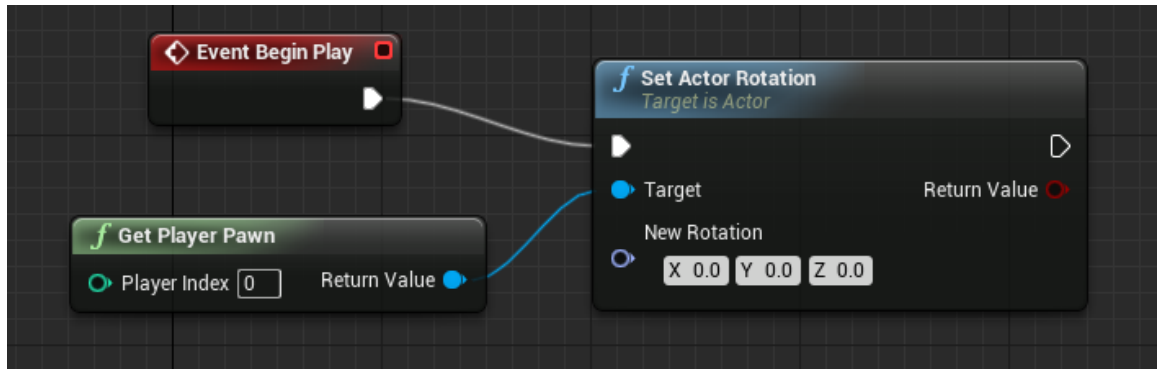 Event Begin Play
f Set Actor Rotation
Target is Actor
Target
Return Value
New Rotation
X 0.0 Y 0.0 Z 0.0
f Get Player Pawn
Player Index 0
Return Value